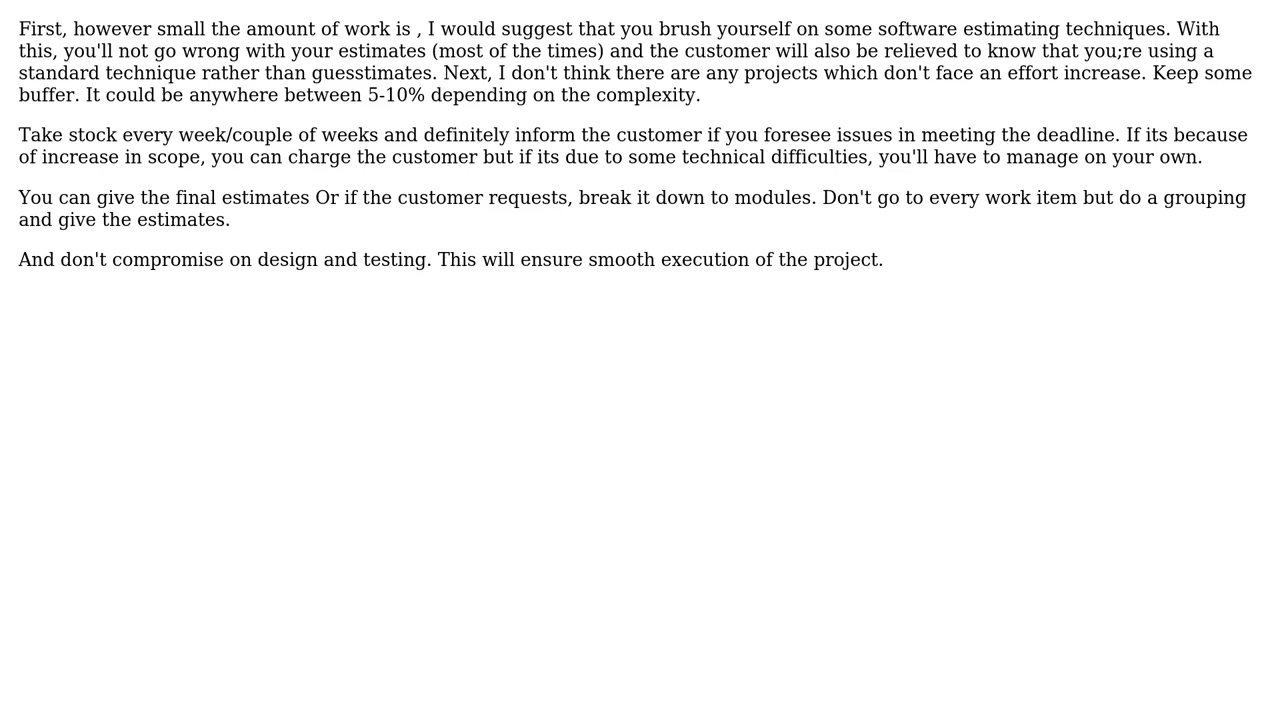 First, however small the amount of work is , I would suggest that you brush yourself on some software estimating techniques. With
this, you'll not go wrong with your estimates (most of the times) and the customer will also be relieved to know that you;re using a
standard technique rather than guesstimates. Next, I don't think there are any projects which don't face an effort increase. Keep some
buffer. It could be anywhere between 5-10% depending on the complexity.
Take stock every week/couple of weeks and definitely inform the customer if you foresee issues in meeting the deadline. If its because
of increase in scope, you can charge the customer but if its due to some technical difficulties, you'll have to manage on your own.
You can give the final estimates Or if the customer requests, break it down to modules. Don't go to every work item but do a grouping
and give the estimates.
And don't compromise on design and testing. This will ensure smooth execution of the project.